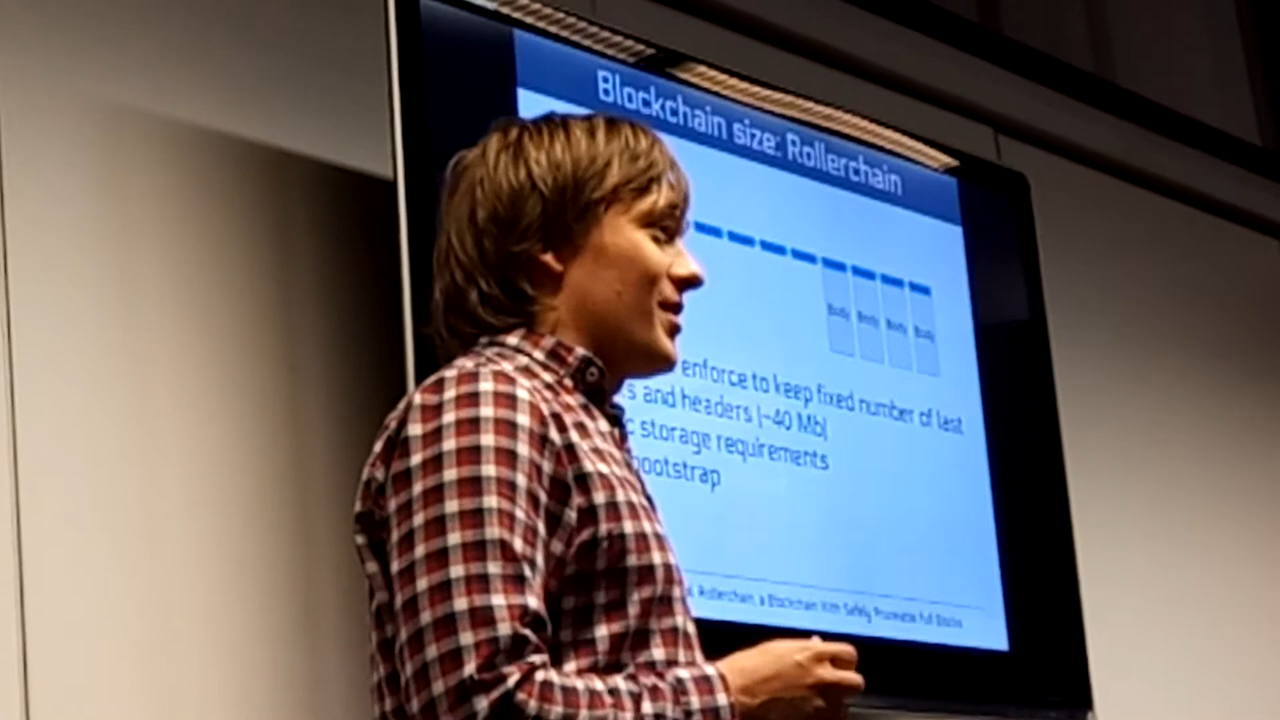 Blockchain size: Rollerchain
Body Body Body Body
enforce to keep fixed number of last
s and headers (~40 Mb)
c storage requirements
bootstrap
Rollerchain, a Blockchain With Safely Pruneable Full Blocks